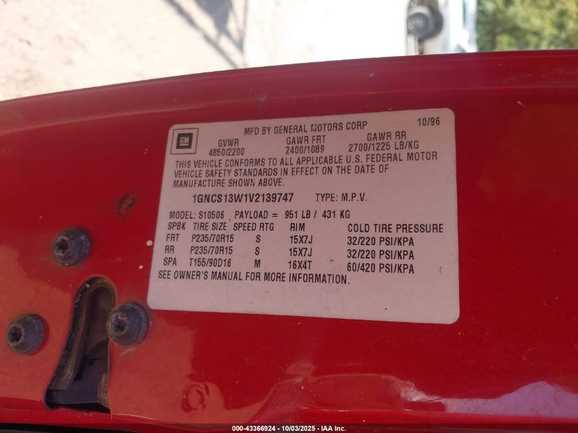 MFD BY GENERAL MOTORS CORP 10/96
GM
GVWR GAWR FRT GAWR RR
4850/2200 2400/1089 2700/1225 LB/KG
THIS VEHICLE CONFORMS TO ALL APPLICABLE U.S. FEDERAL MOTOR
VEHICLE SAFETY STANDARDS IN EFFECT ON THE DATE OF
MANUFACTURE SHOWN ABOVE.
1GNCS13W1V2139747 TYPE: M.P.V.
MODEL: S10506 PAYLOAD = 951 LB / 431 KG
SPBK TIRE SIZE SPEED RTG RIM COLD TIRE PRESSURE
FRT P235/70R15 S 15X7J 32/220 PSI/KPA
RR P235/70R15 S 15X7J 32/220 PSI/KPA
SPA T155/90D16 M 16X4T 60/420 PSI/KPA
SEE OWNER'S MANUAL FOR MORE INFORMATION
000-43366924 - 10/03/2025 - IAA Inc.